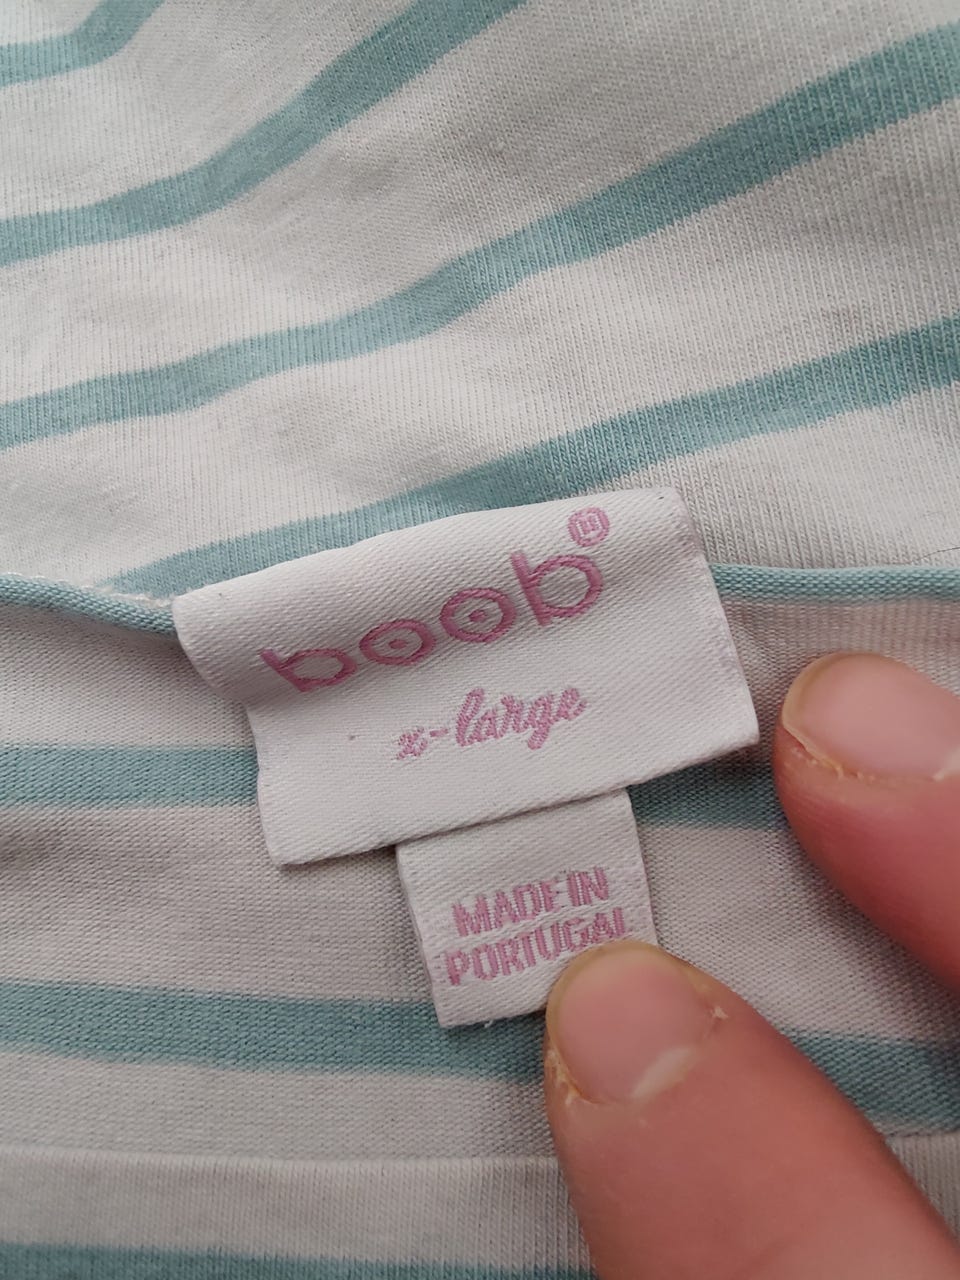 boob®
x-large
MADE IN
PORTUGAL